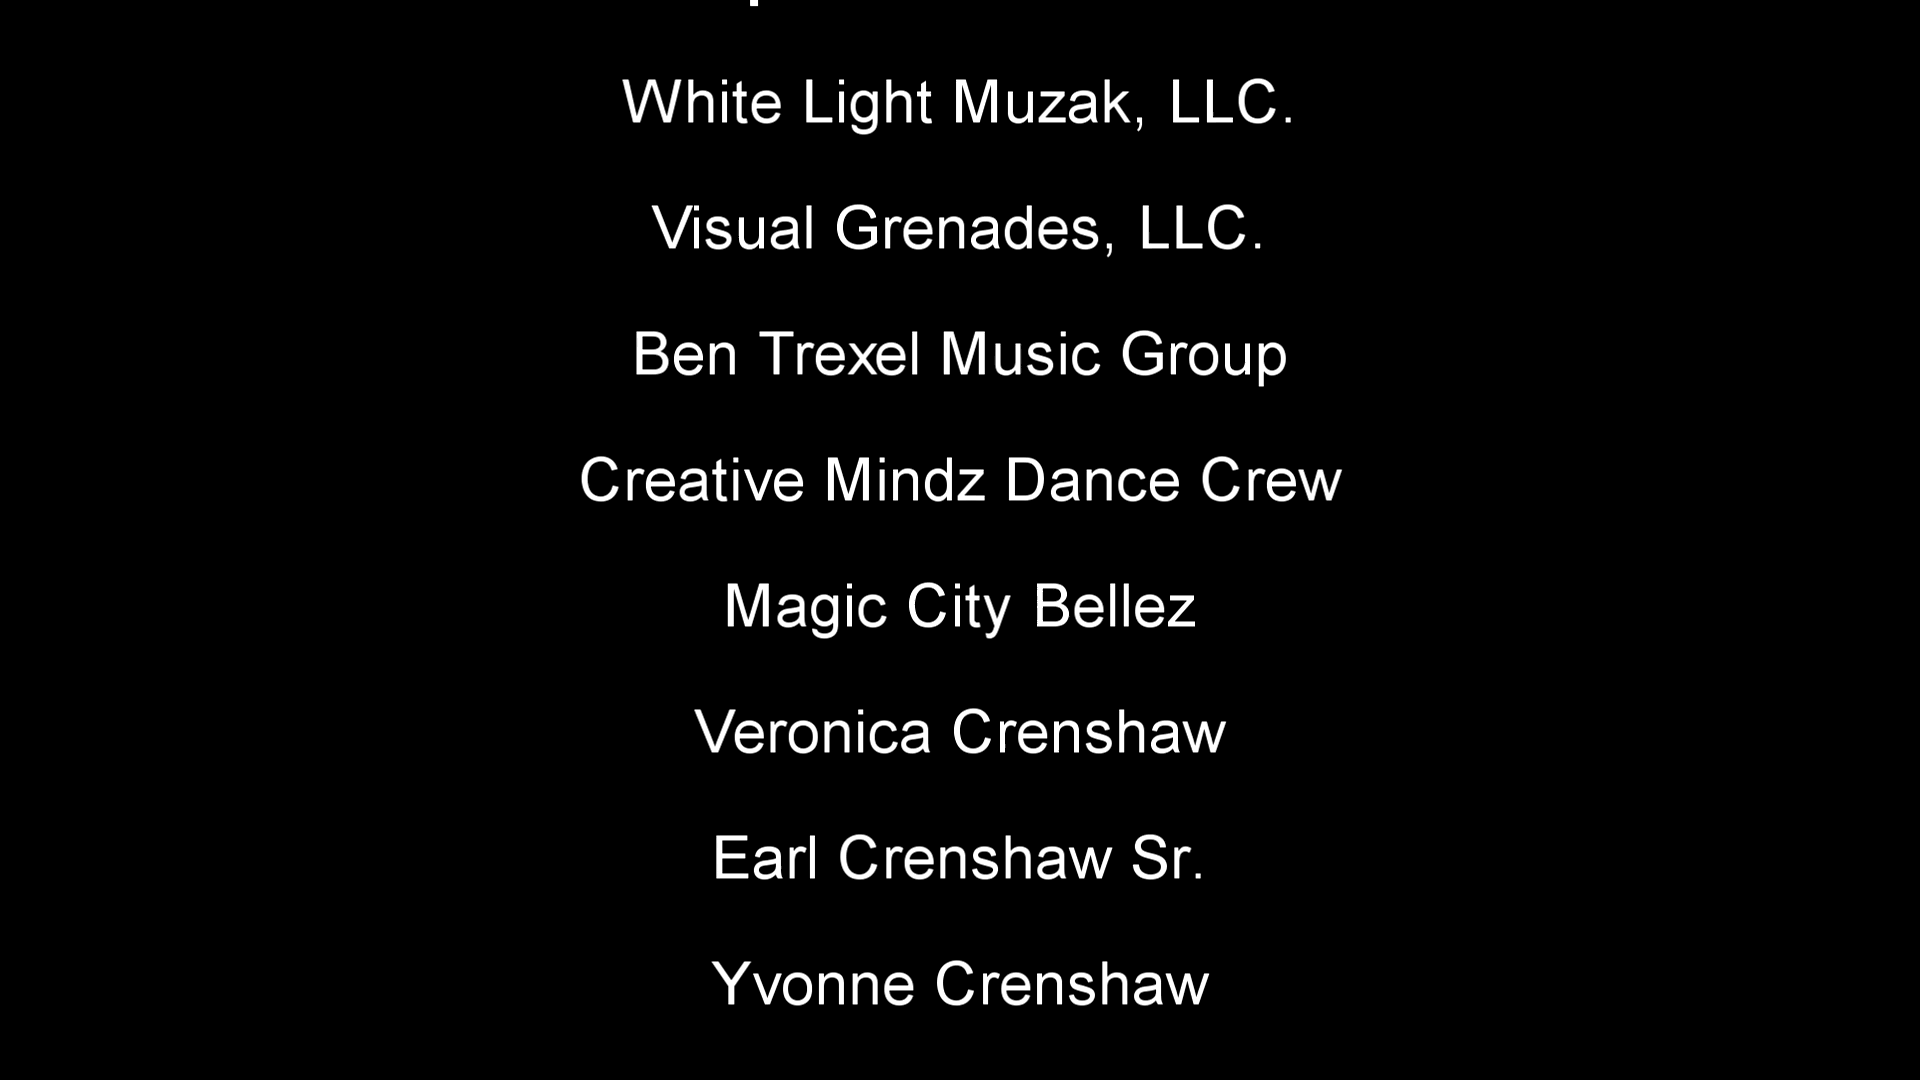 White Light Muzak, LLC.
Visual Grenades, LLC.
Ben Trexel Music Group
Creative Mindz Dance Crew
Magic City Bellez
Veronica Crenshaw
Earl Crenshaw Sr.
Yvonne Crenshaw